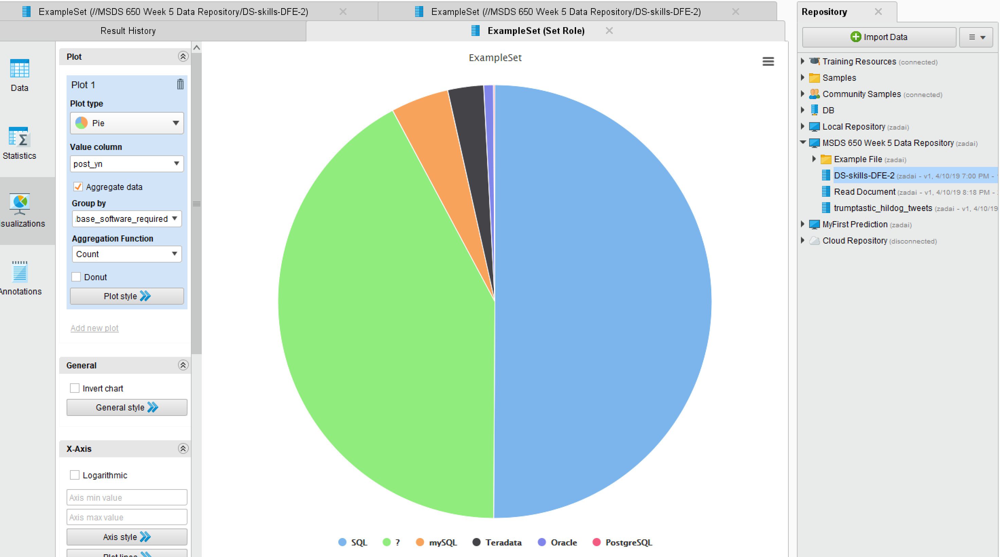 ExampleSet (//MSDS 650 Week 5 Data Repository/DS-skills-DFE-2)
ExampleSet (//MSDS 650 Week 5 Data Repository/DS-skills-DFE-2)
Result History
ExampleSet (Set Role)
Data
Statistics
sualizations
Annotations
Plot
Plot 1
Plot type
Pie
Value column
post_yn
Aggregate data
Group by
base_software_required
Aggregation Function
Count
Donut
Plot style
Add new plot
General
Invert chart
General style
X-Axis
Logarithmic
Axis min value
Axis max value
Axis style
Plot lines
ExampleSet
SQL
?
mySQL
Teradata
Oracle
PostgreSQL
Repository
Import Data
Training Resources (connected)
Samples
Community Samples (connected)
DB
Local Repository (zadai)
MSDS 650 Week 5 Data Repository (zadai)
Example File (zadai)
DS-skills-DFE-2 (zadai - v1, 4/10/19 7:00 PM -
Read Document (zadai - v1, 4/10/19 8:18 PM -
trumptastic_hildog_tweets (zadai - v1, 4/10/19
MyFirst Prediction (zadai)
Cloud Repository (disconnected)